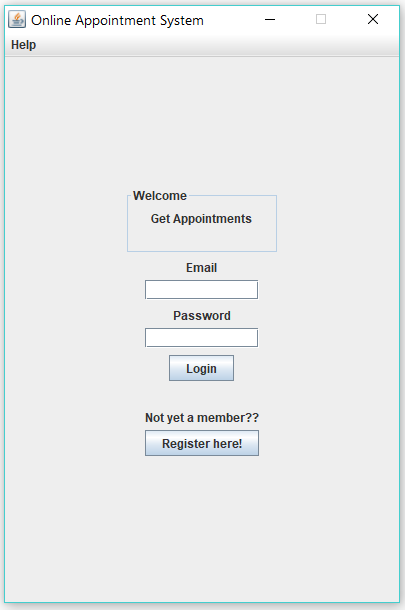 Online Appointment System
Help
Welcome
Get Appointments
Email
Password
Login
Not yet a member??
Register here!